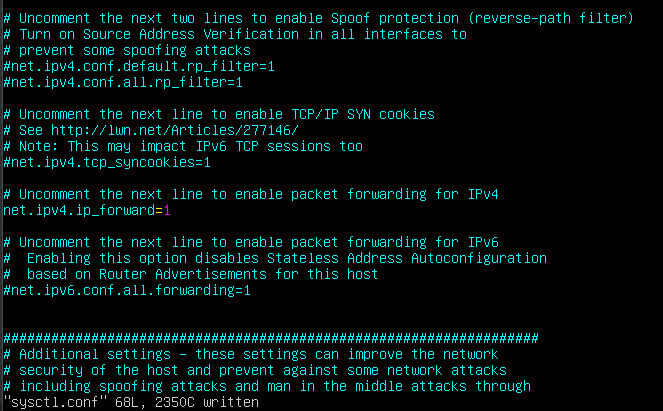 # Uncomment the next two lines to enable Spoof protection (reverse-path filter)
# Turn on Source Address Verification in all interfaces to
# prevent some spoofing attacks
#net.ipv4.conf.default.rp_filter=1
#net.ipv4.conf.all.rp_filter=1
# Uncomment the next line to enable TCP/IP SYN cookies
# See http://lwn.net/Articles/277146/
# Note: This may impact IPv6 TCP sessions too
#net.ipv4.tcp_syncookies=1
# Uncomment the next line to enable packet forwarding for IPv4
net.ipv4.ip_forward=1
# Uncomment the next line to enable packet forwarding for IPv6
#  Enabling this option disables Stateless Address Autoconfiguration
#  based on Router Advertisements for this host
#net.ipv6.conf.all.forwarding=1
###################################################################
# Additional settings - these settings can improve the network
# security of the host and prevent against some network attacks
# including spoofing attacks and man in the middle attacks through
"sysctl.conf" 68L, 2350C written